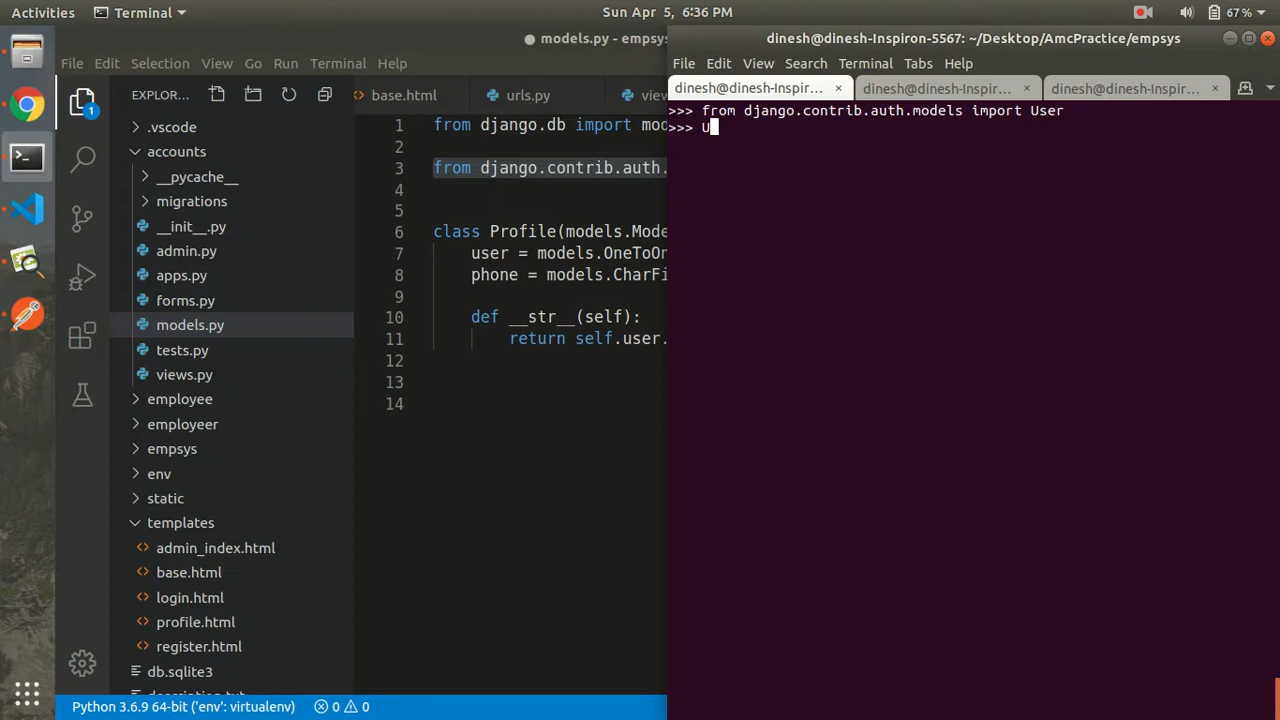 Activities Terminal Sun Apr 5, 6:36 PM 67%
models.py - empsys
File Edit Selection View Go Run Terminal Help
EXPLOR... base.html urls.py view
1
.vscode
accounts
__pycache__
migrations
__init__.py
admin.py
apps.py
forms.py
models.py
tests.py
views.py
employee
employeer
empsys
env
static
templates
admin_index.html
base.html
login.html
profile.html
register.html
db.sqlite3
1 from django.db import mod
2
3 from django.contrib.auth.
4
5
6 class Profile(models.Mode
7 user = models.OneToOn
8 phone = models.CharFi
9
10 def __str__(self):
11 return self.user.
12
13
14
Python 3.6.9 64-bit ('env': virtualenv) 0 0
dinesh@dinesh-Inspiron-5567: ~/Desktop/AmcPractice/empsys
File Edit View Search Terminal Tabs Help
dinesh@dinesh-Inspir... dinesh@dinesh-Inspir... dinesh@dinesh-Inspir...
>>> from django.contrib.auth.models import User
>>> U